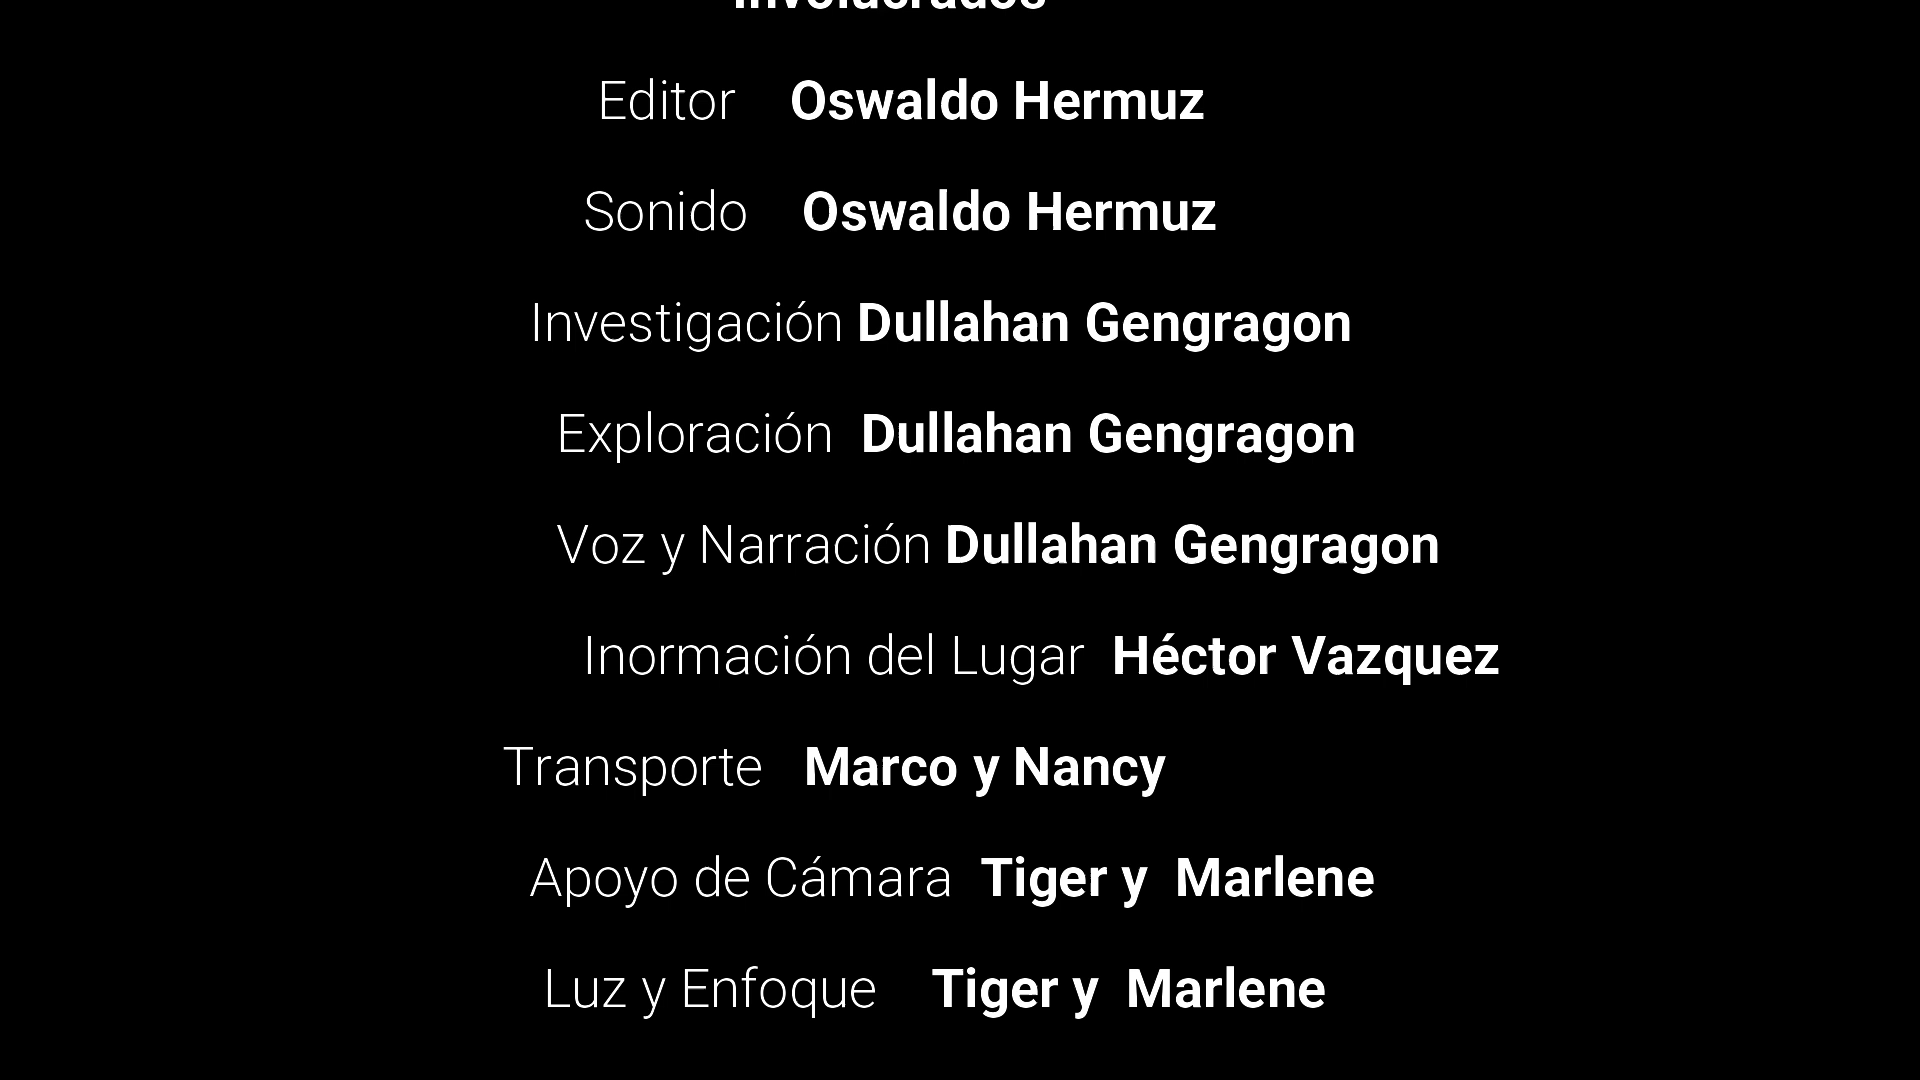 Involucrados
Editor Oswaldo Hermuz
Sonido Oswaldo Hermuz
Investigación Dullahan Gengragon
Exploración Dullahan Gengragon
Voz y Narración Dullahan Gengragon
Inormación del Lugar Héctor Vazquez
Transporte Marco y Nancy
Apoyo de Cámara Tiger y Marlene
Luz y Enfoque Tiger y Marlene